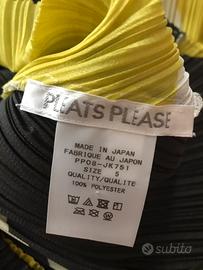 PLEATS PLEASE
MADE IN JAPAN
FABRIQUE AU JAPON
PP08-JK751
SIZE 5
QUALITY/QUALITE
100% POLYESTER
subito